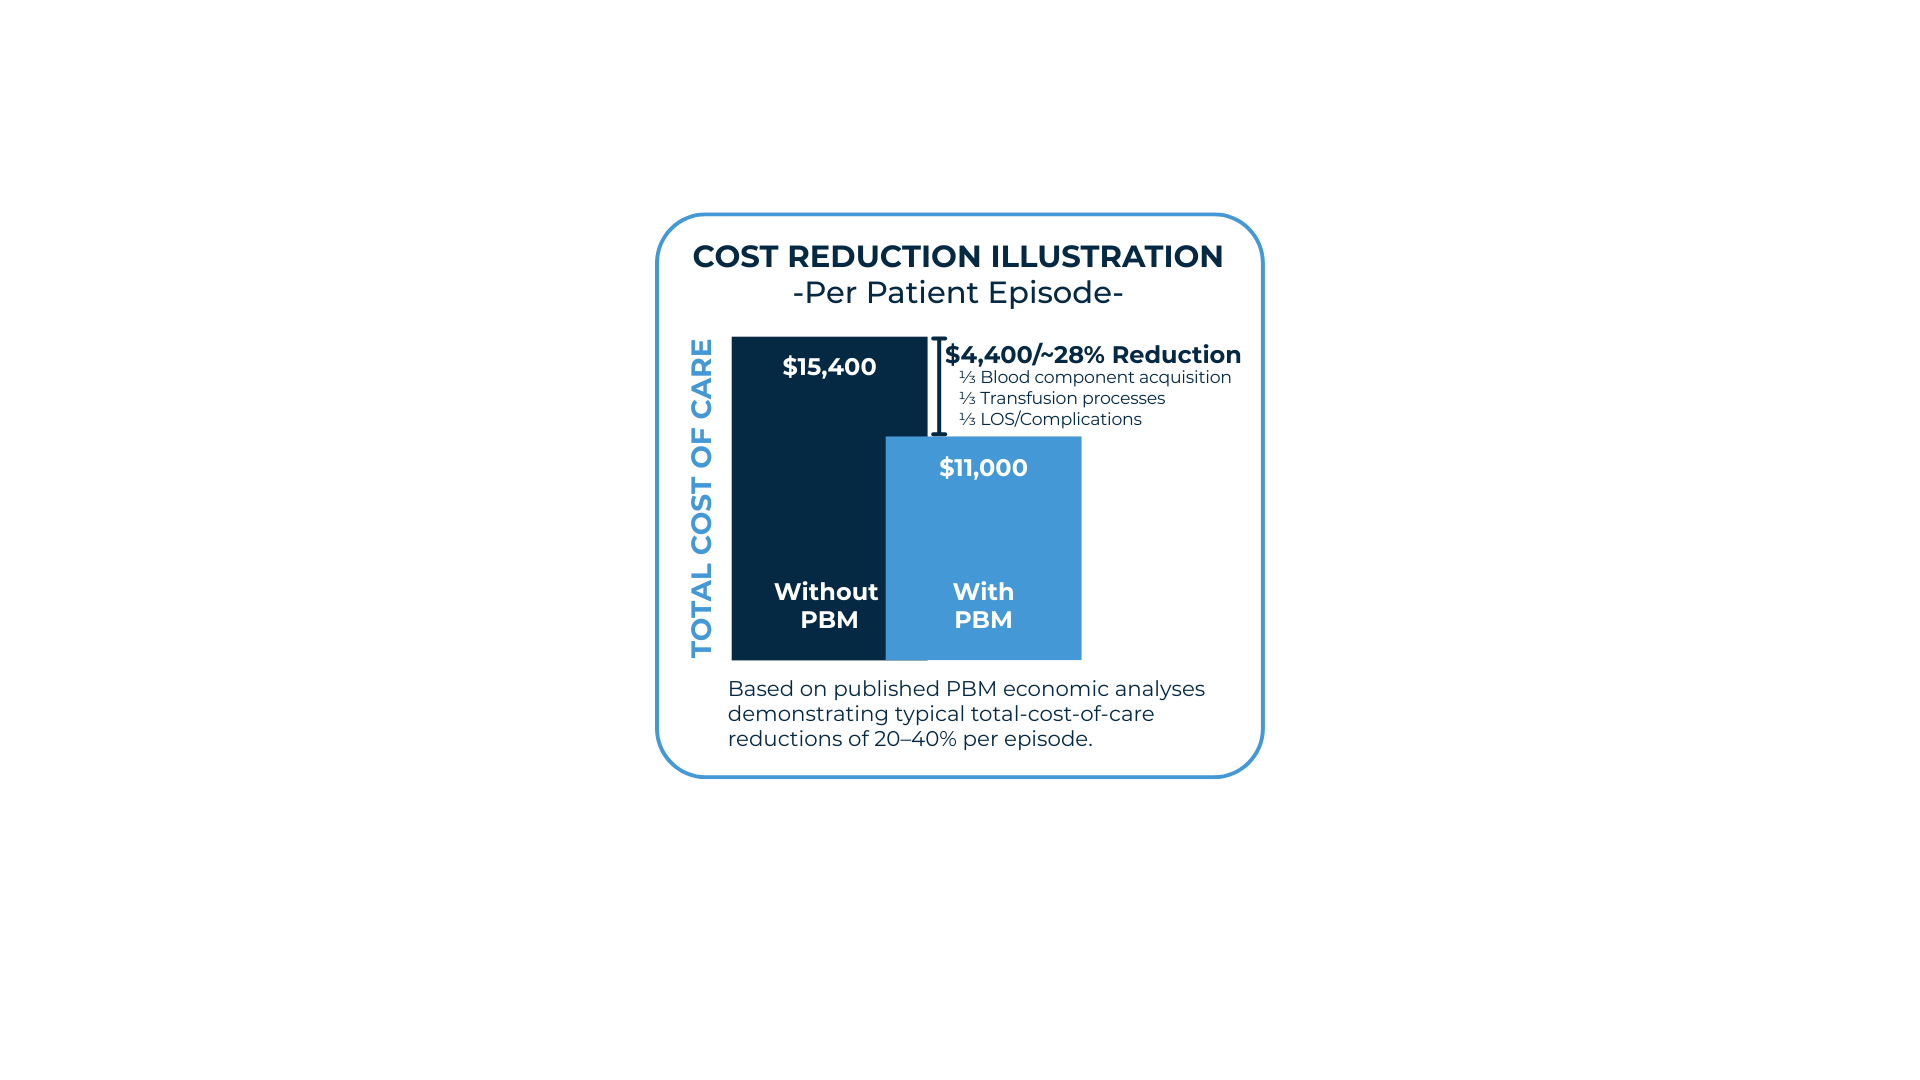 COST REDUCTION ILLUSTRATION
-Per Patient Episode-
TOTAL COST OF CARE
$15,400
$4,400/~28% Reduction
⅓ Blood component acquisition
⅓ Transfusion processes
⅓ LOS/Complications
$11,000
Without
PBM
With
PBM
Based on published PBM economic analyses
demonstrating typical total-cost-of-care
reductions of 20–40% per episode.